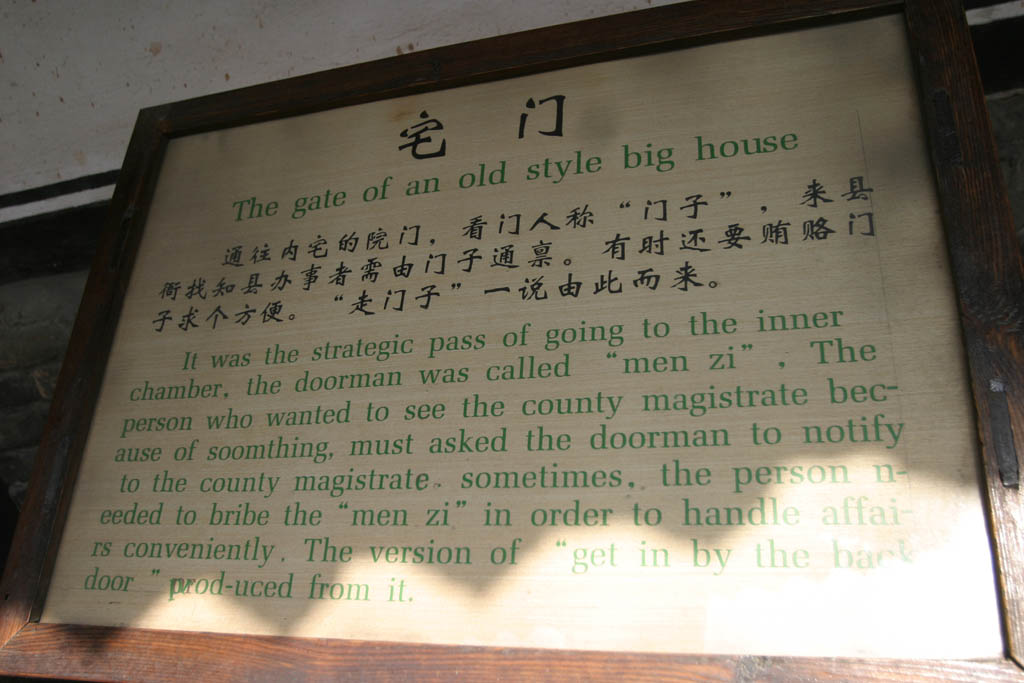 宅门
The gate of an old style big house
通往内宅的院门，看门人称“门子”，来县
衙找知县办事者需由门子通禀。有时还要贿赂门
子求个方便。“走门子”一说由此而来。
It was the strategic pass of going to the inner
chamber, the doorman was called “men zi”, The
person who wanted to see the county magistrate bec-
ause of soomthing, must asked the doorman to notify
to the county magistrate. sometimes, the person n-
eeded to bribe the “men zi” in order to handle affai-
rs conveniently. The version of “get in by the back
door ” prod-uced from it.